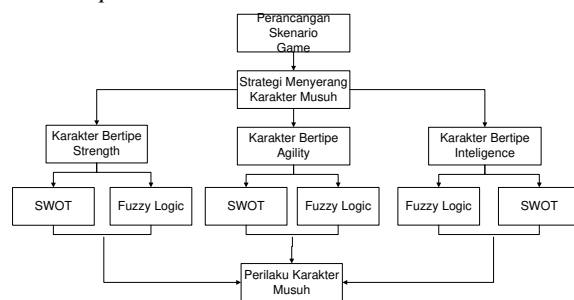 Perancangan
Skenario
Game
Strategi Menyerang
Karakter Musuh
Karakter Bertipe
Strength
Karakter Bertipe
Agility
Karakter Bertipe
Inteligence
SWOT
Fuzzy Logic
SWOT
Fuzzy Logic
Fuzzy Logic
SWOT
Perilaku Karakter
Musuh